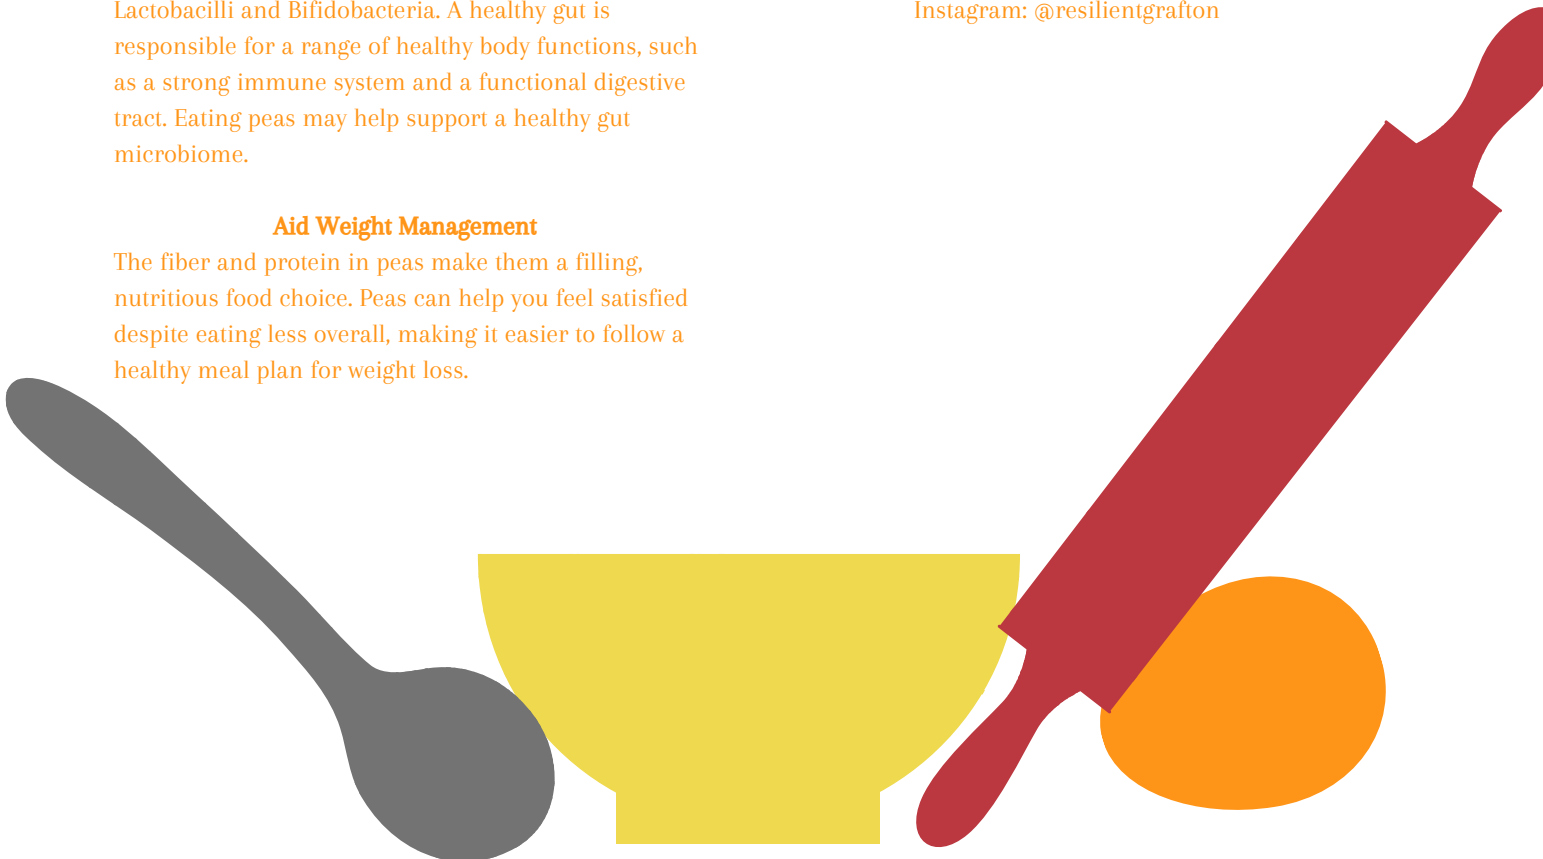 Lactobacilli and Bifidobacteria. A healthy gut is
responsible for a range of healthy body functions, such
as a strong immune system and a functional digestive
tract. Eating peas may help support a healthy gut
microbiome.
Aid Weight Management
The fiber and protein in peas make them a filling,
nutritious food choice. Peas can help you feel satisfied
despite eating less overall, making it easier to follow a
healthy meal plan for weight loss.
Instagram: @resilientgrafton